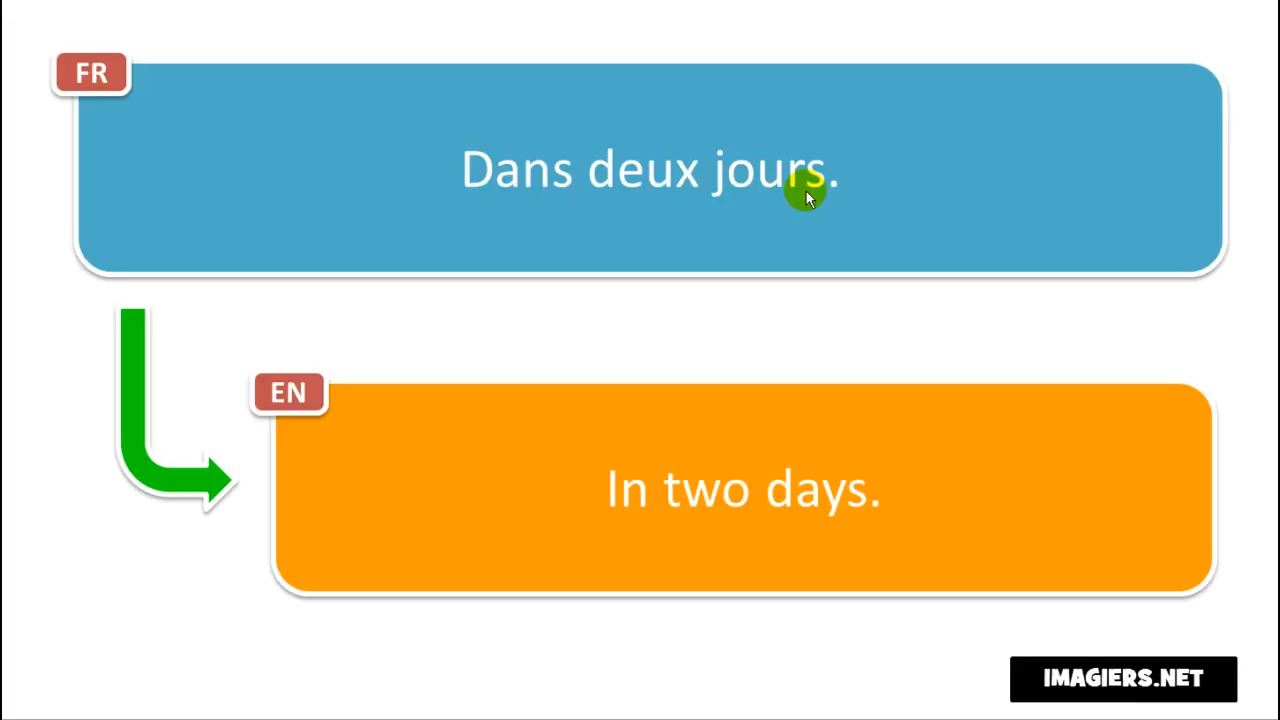 FR
Dans deux jours.
EN
In two days.
IMAGIERS.NET